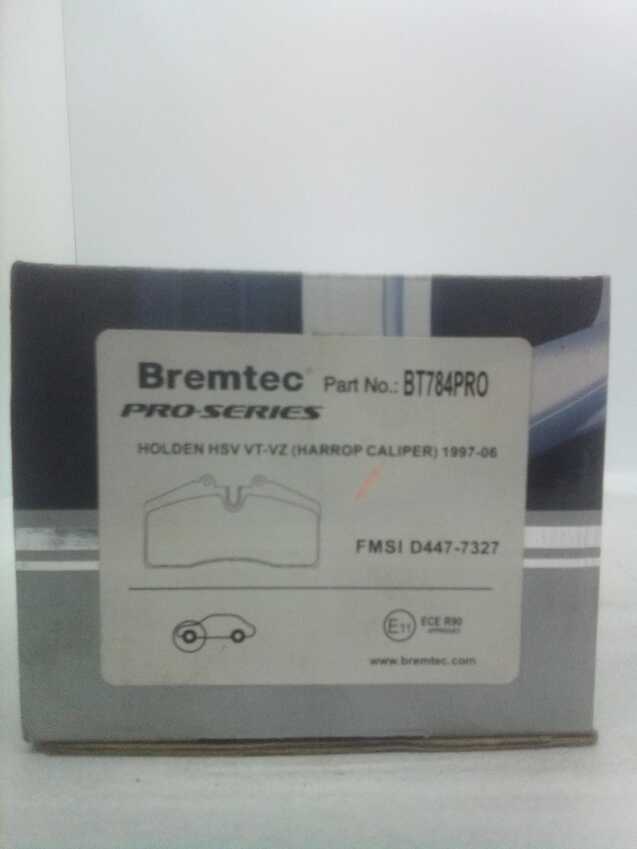 Bremtec® Part No.: BT784PRO
PRO-SERIES
HOLDEN HSV VT-VZ (HARROP CALIPER) 1997-06
FMSI D447-7327
E11 ECE R90
APPROVED
www.bremtec.com